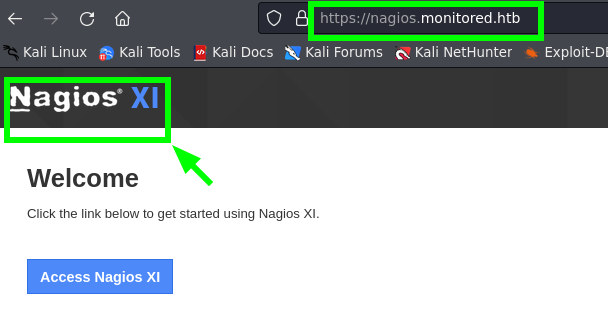 https://nagios.monitored.htb
Kali Linux Kali Tools Kali Docs Kali Forums Kali NetHunter Exploit-DB
Nagios® XI
Welcome
Click the link below to get started using Nagios XI.
Access Nagios XI